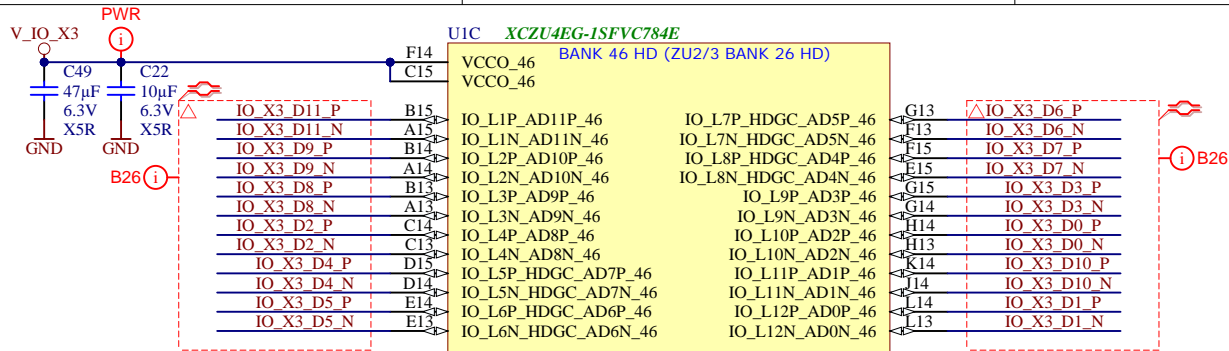 PWR
V_IO_X3
U1C XCZU4EG-1SFVC784E
BANK 46 HD (ZU2/3 BANK 26 HD)
F14 VCCO_46
C15 VCCO_46
C49 C22
47µF 10µF
6.3V 6.3V
X5R X5R
GND GND
B26
B26
IO_X3_D11_P B15 IO_L1P_AD11P_46 IO_L7P_HDGC_AD5P_46 G13 IO_X3_D6_P
IO_X3_D11_N A15 IO_L1N_AD11N_46 IO_L7N_HDGC_AD5N_46 F13 IO_X3_D6_N
IO_X3_D9_P B14 IO_L2P_AD10P_46 IO_L8P_HDGC_AD4P_46 F15 IO_X3_D7_P
IO_X3_D9_N A14 IO_L2N_AD10N_46 IO_L8N_HDGC_AD4N_46 E15 IO_X3_D7_N
IO_X3_D8_P B13 IO_L3P_AD9P_46 IO_L9P_AD3P_46 G15 IO_X3_D3_P
IO_X3_D8_N A13 IO_L3N_AD9N_46 IO_L9N_AD3N_46 G14 IO_X3_D3_N
IO_X3_D2_P C14 IO_L4P_AD8P_46 IO_L10P_AD2P_46 H14 IO_X3_D0_P
IO_X3_D2_N C13 IO_L4N_AD8N_46 IO_L10N_AD2N_46 H13 IO_X3_D0_N
IO_X3_D4_P D15 IO_L5P_HDGC_AD7P_46 IO_L11P_AD1P_46 K14 IO_X3_D10_P
IO_X3_D4_N D14 IO_L5N_HDGC_AD7N_46 IO_L11N_AD1N_46 J14 IO_X3_D10_N
IO_X3_D5_P E14 IO_L6P_HDGC_AD6P_46 IO_L12P_AD0P_46 L14 IO_X3_D1_P
IO_X3_D5_N E13 IO_L6N_HDGC_AD6N_46 IO_L12N_AD0N_46 L13 IO_X3_D1_N